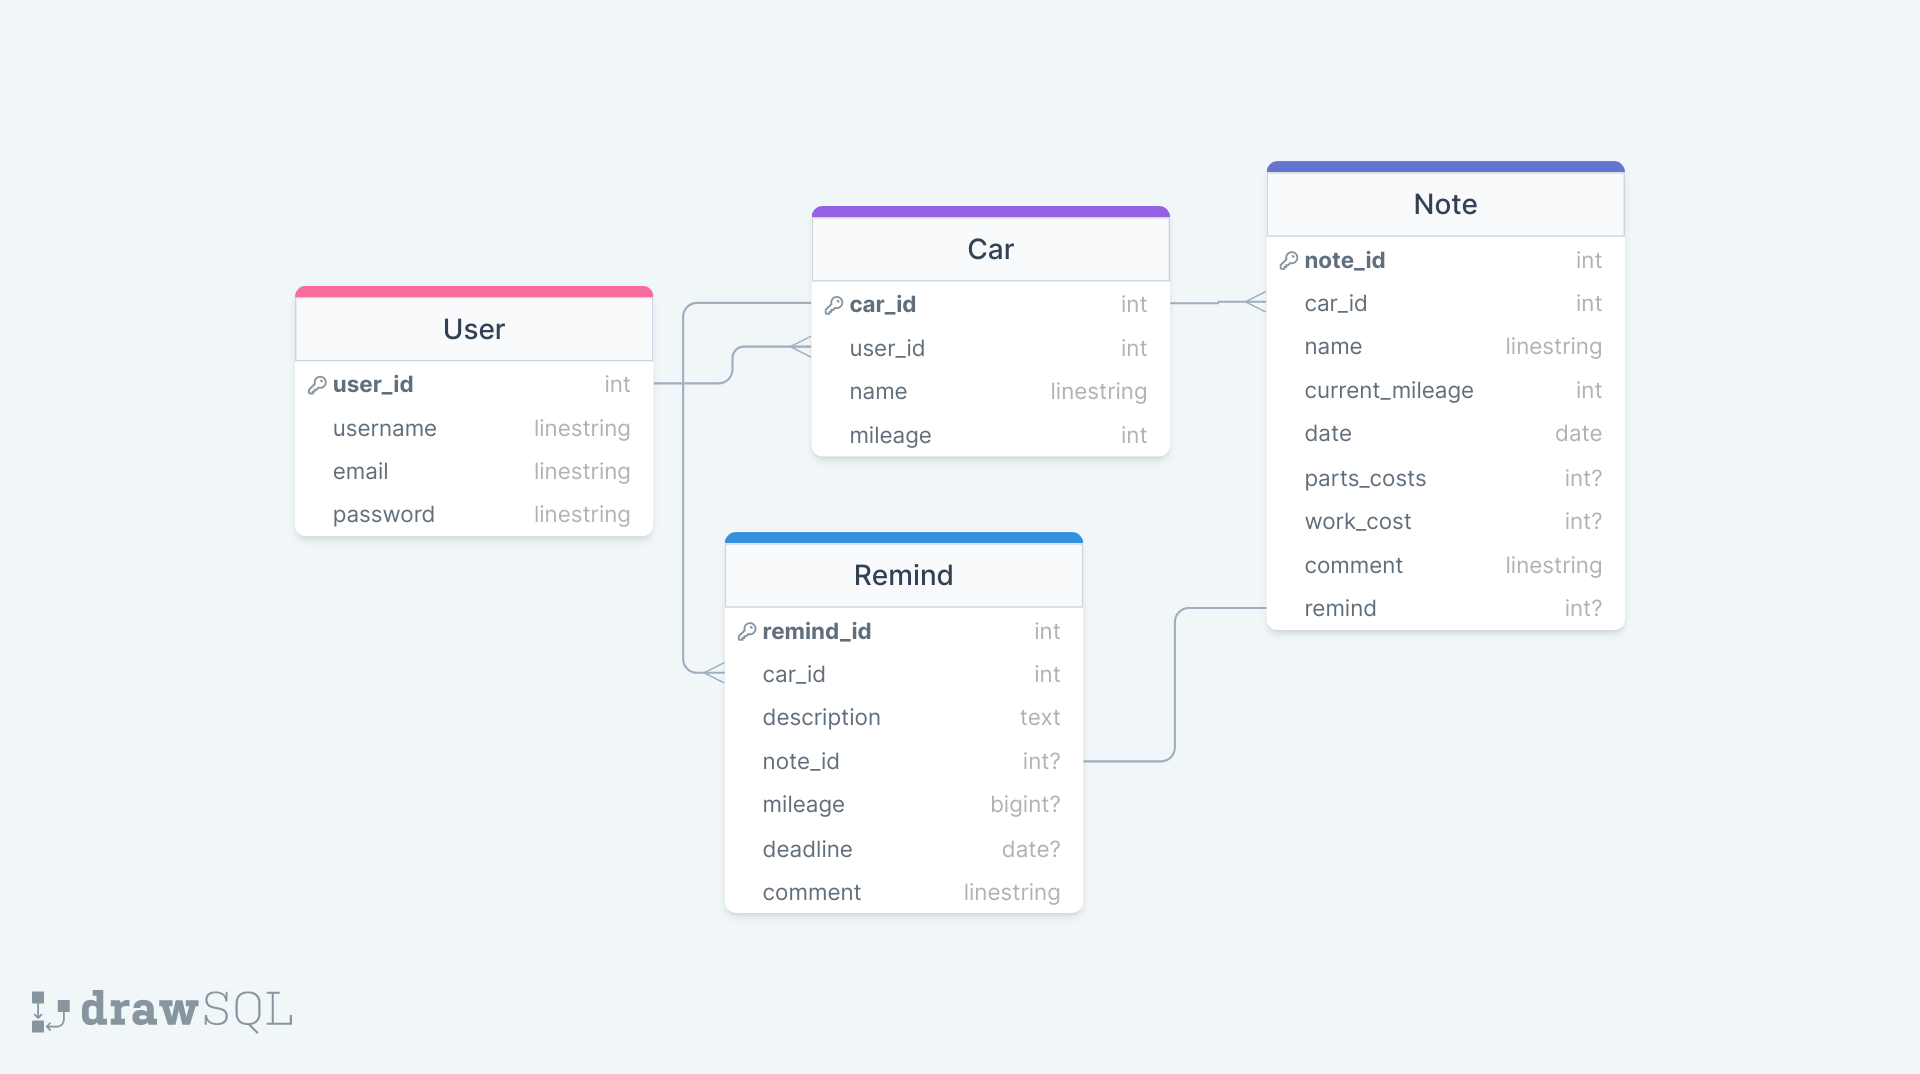 User
user_id int
username linestring
email linestring
password linestring
Car
car_id int
user_id int
name linestring
mileage int
Note
note_id int
car_id int
name linestring
current_mileage int
date date
parts_costs int?
work_cost int?
comment linestring
remind int?
Remind
remind_id int
car_id int
description text
note_id int?
mileage bigint?
deadline date?
comment linestring
drawSQL